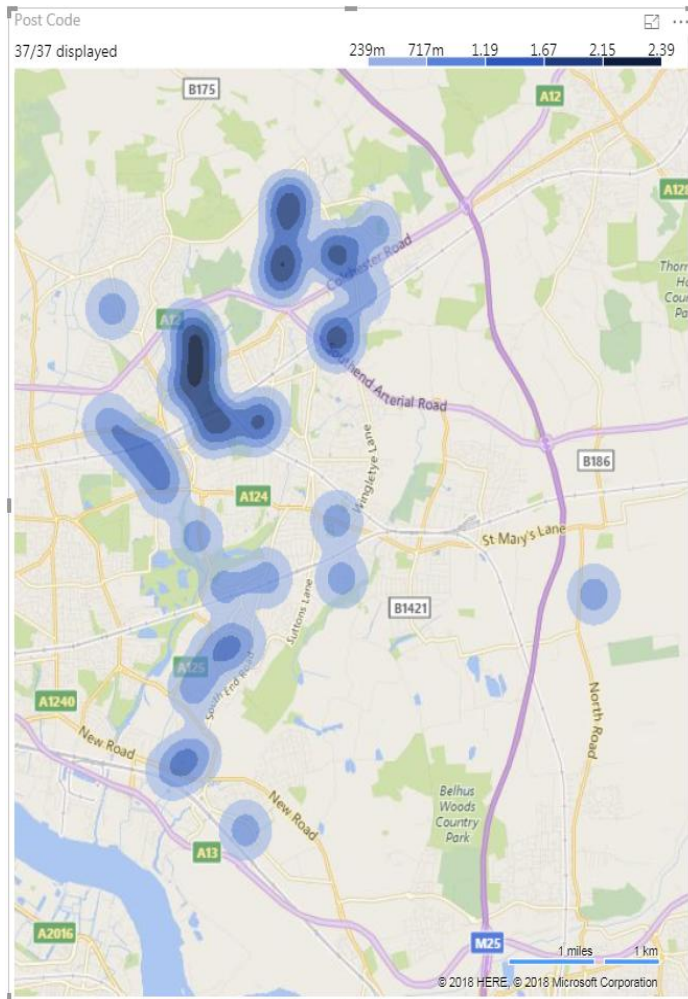 Post Code
37/37 displayed
239m 717m 1.19 1.67 2.15 2.39
B175
A12
Colchester Road
Southend Arterial Road
Wingletye Lane
B186
A124
St Mary's Lane
Suttons Lane
B1421
A125
South End Road
A1240
New Road
North Road
New Road
Belhus
Woods
Country
Park
A13
A2016
M25
1 miles 1 km
© 2018 HERE, © 2018 Microsoft Corporation